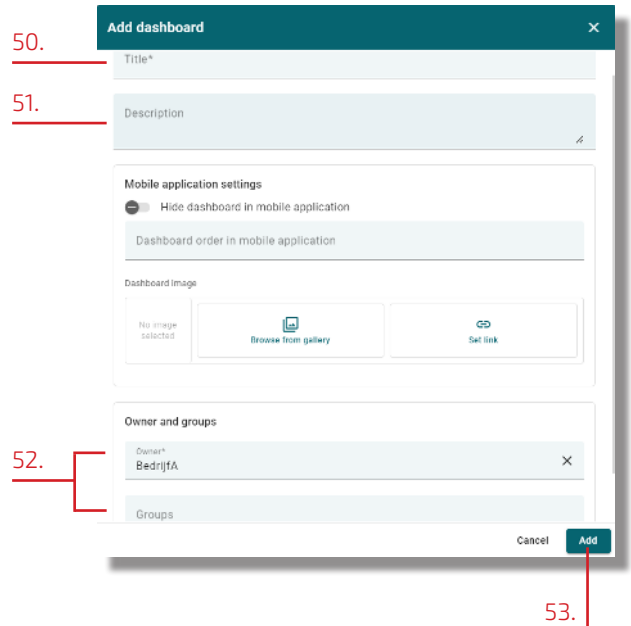 Add dashboard
50.
Title*
51.
Description
Mobile application settings
Hide dashboard in mobile application
Dashboard order in mobile application
Dashboard image
No image
selected
Browse from gallery
Set link
Owner and groups
52.
Owner*
BedrijfA
Groups
Cancel
Add
53.